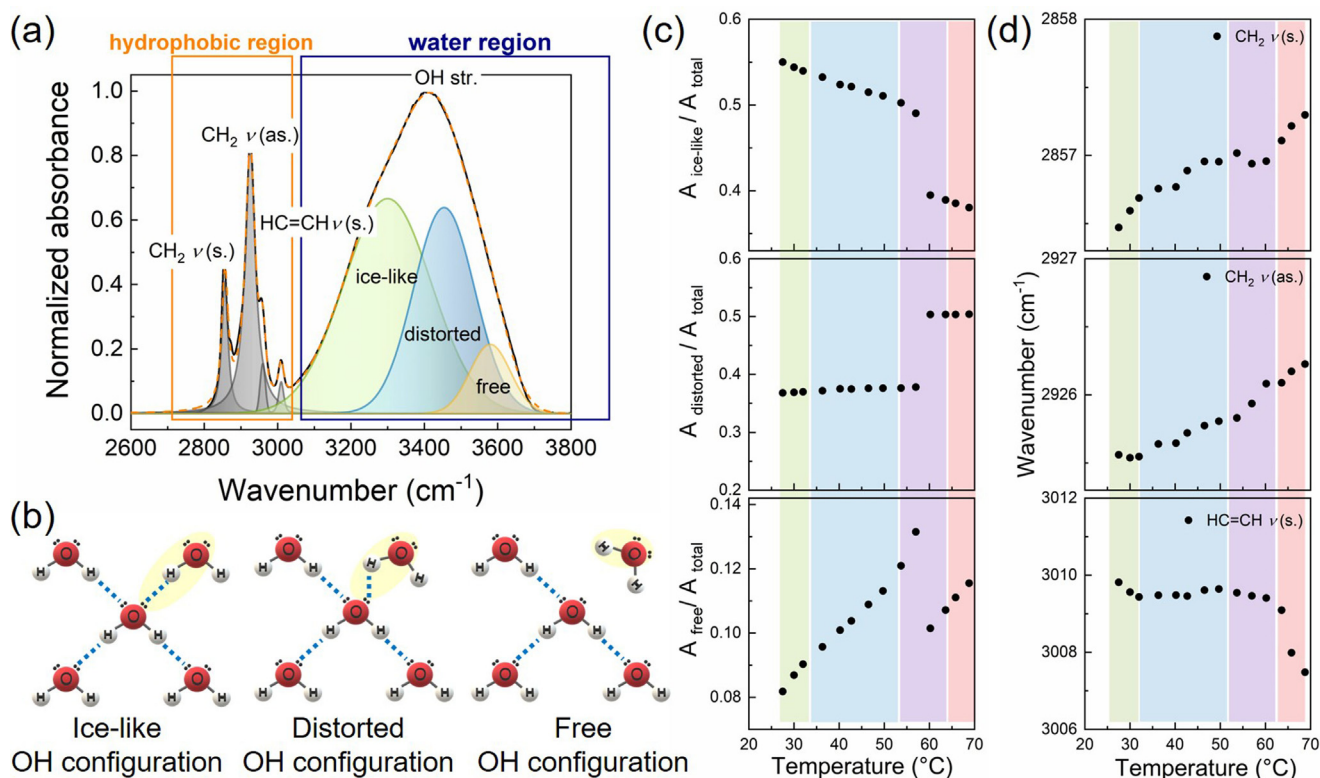 (a)
hydrophobic region
water region
OH str.
CH2 ν (as.)
HC=CH ν (s.)
CH2 ν (s.)
ice-like
distorted
free
Normalized absorbance
1.0
0.8
0.6
0.4
0.2
0.0
2600 2800 3000 3200 3400 3600 3800
Wavenumber (cm-1)
(b)
O O O
H H H H H H
O O O
H H H H H H
O O O O O O
H H H H H H H H H H H H
Ice-like
OH configuration
Distorted
OH configuration
Free
OH configuration
(c)
A ice-like / A total
0.6
0.5
0.4
A distorted / A total
0.6
0.5
0.4
0.3
0.2
A free / A total
0.14
0.12
0.10
0.08
20 30 40 50 60 70
Temperature (°C)
(d)
Wavenumber (cm-1)
CH2 ν (s.)
2858
2857
2857
CH2 ν (as.)
2927
2926
HC=CH ν (s.)
3012
3010
3008
3006
20 30 40 50 60 70
Temperature (°C)